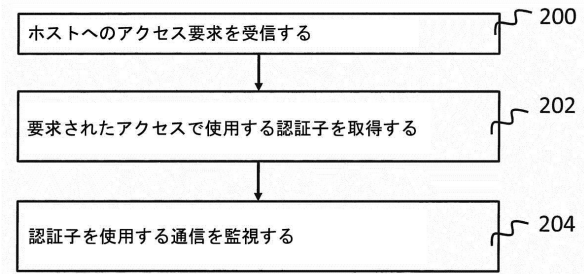 ホストへのアクセス要求を受信する
200
要求されたアクセスで使用する認証子を取得する
202
認証子を使用する通信を監視する
204